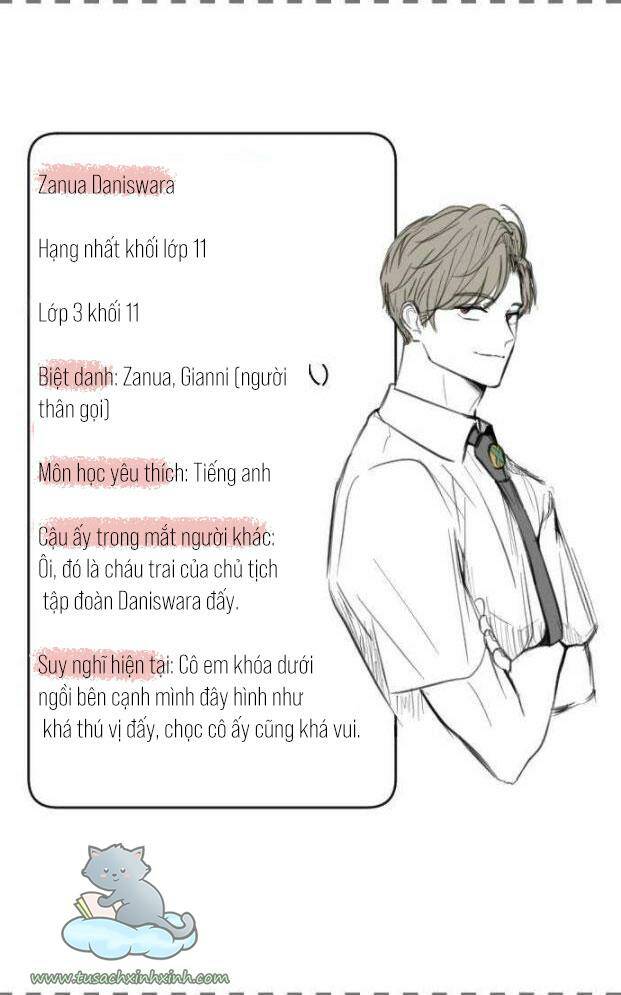 Zanua Daniswara
Hạng nhất khối lớp 11
Lớp 3 khối 11
Biệt danh: Zanua, Gianni (người
thân gọi)
Môn học yêu thích: Tiếng anh
Cậu ấy trong mắt người khác:
Ôi, đó là cháu trai của chủ tịch
tập đoàn Daniswara đấy.
Suy nghĩ hiện tại: Cô em khóa dưới
ngồi bên cạnh mình đây hình như
khá thú vị đấy, chọc cô ấy cũng khá vui.
www.tusachxinhxinh.com